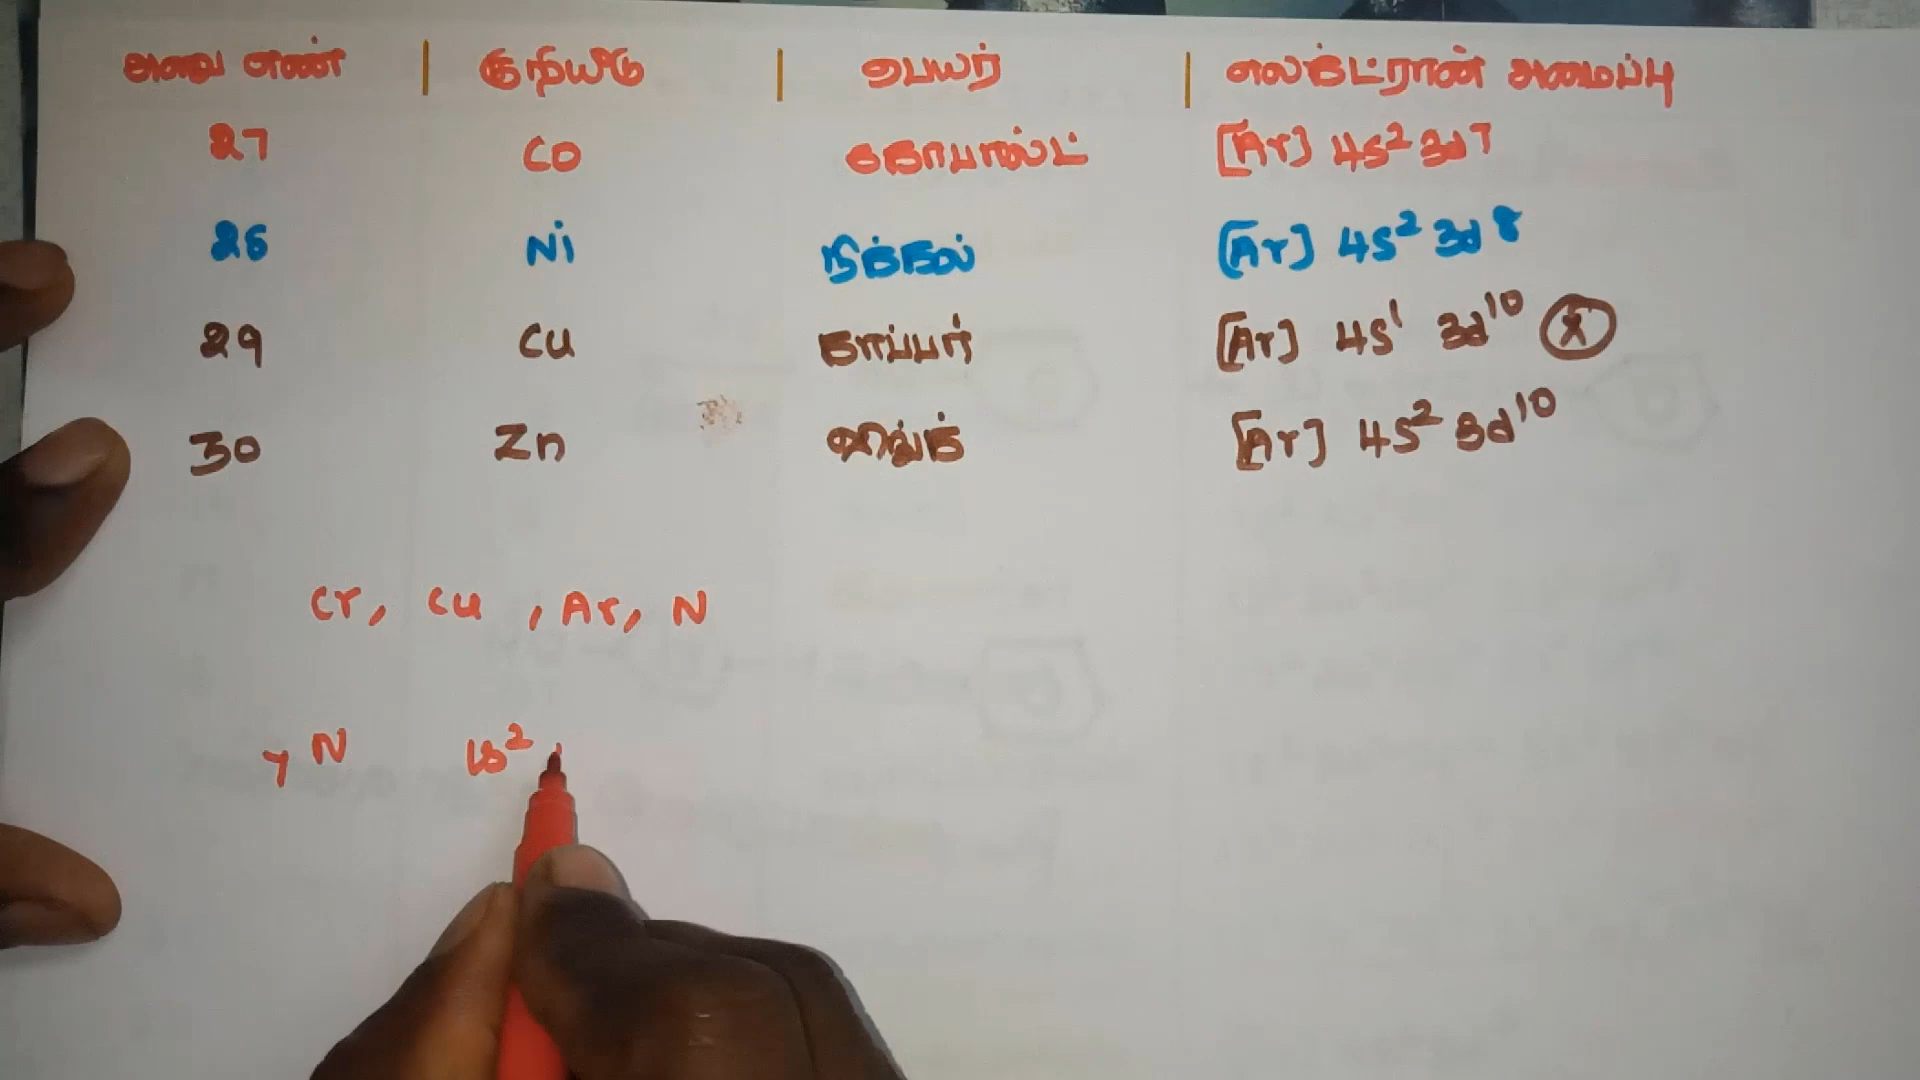 அணு எண் | குறியீடு | பெயர் | எலக்ட்ரான் அமைப்பு
27 CO கோபால்ட் [Ar] 4s² 3d⁷
28 Ni நிக்கல் [Ar] 4s² 3d⁸
29 Cu காப்பர் [Ar] 4s¹ 3d¹⁰ ⓧ
30 Zn ஜிங்க் [Ar] 4s² 3d¹⁰
Cr, Cu, Ar, N
₇N 1s²